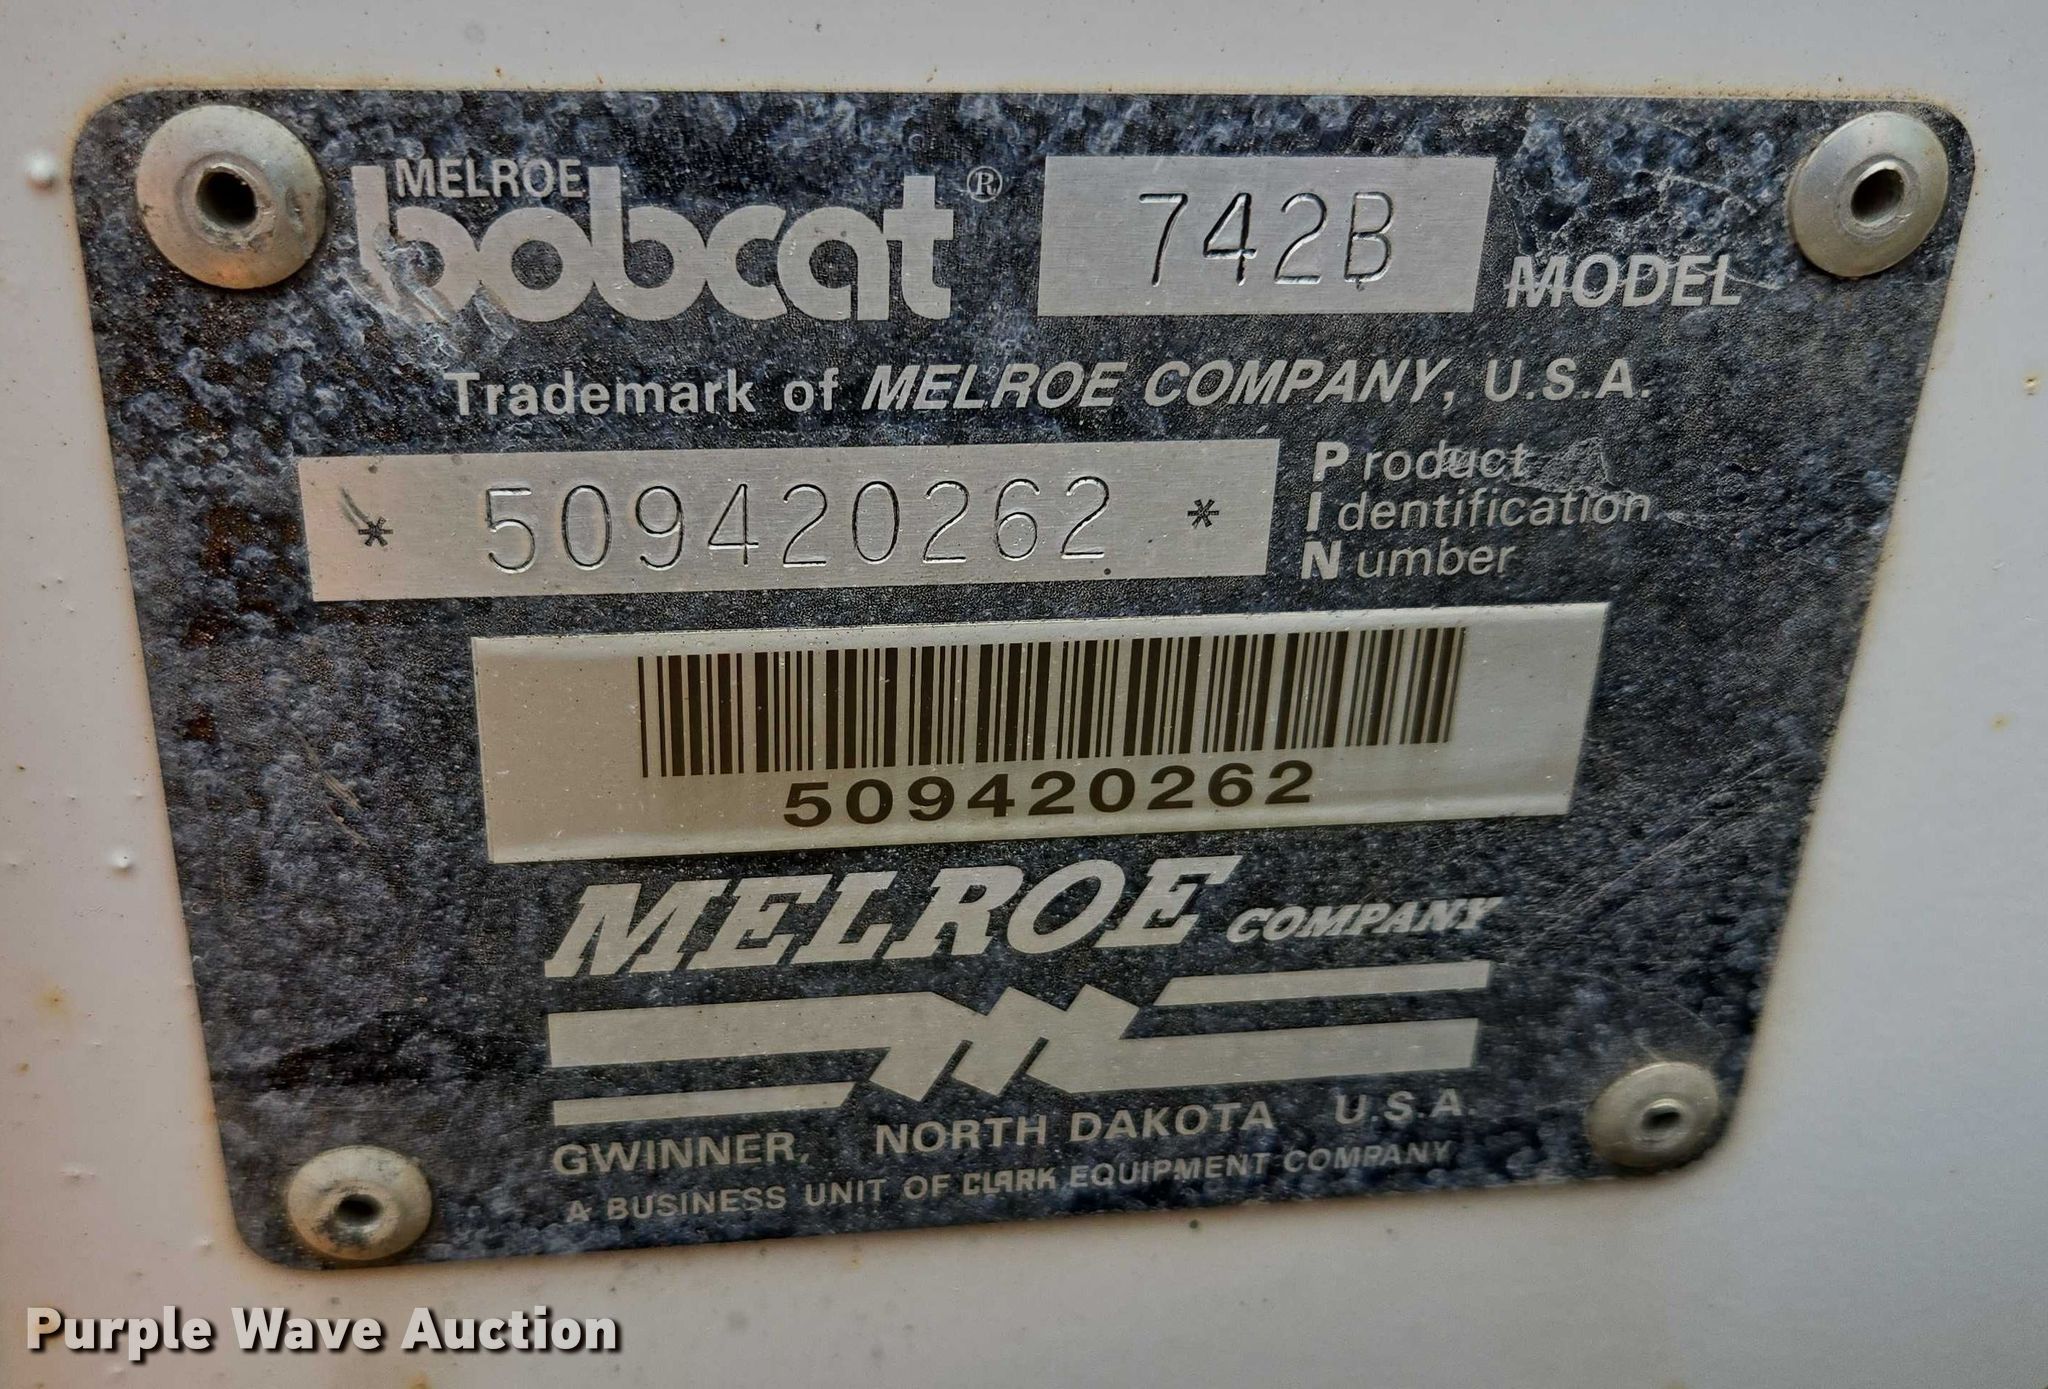 MELROE
bobcat® 742B MODEL
Trademark of MELROE COMPANY, U.S.A.
* 509420262 * Product
Identification
Number
509420262
MELROE COMPANY
GWINNER, NORTH DAKOTA U.S.A.
A BUSINESS UNIT OF CLARK EQUIPMENT COMPANY
Purple Wave Auction